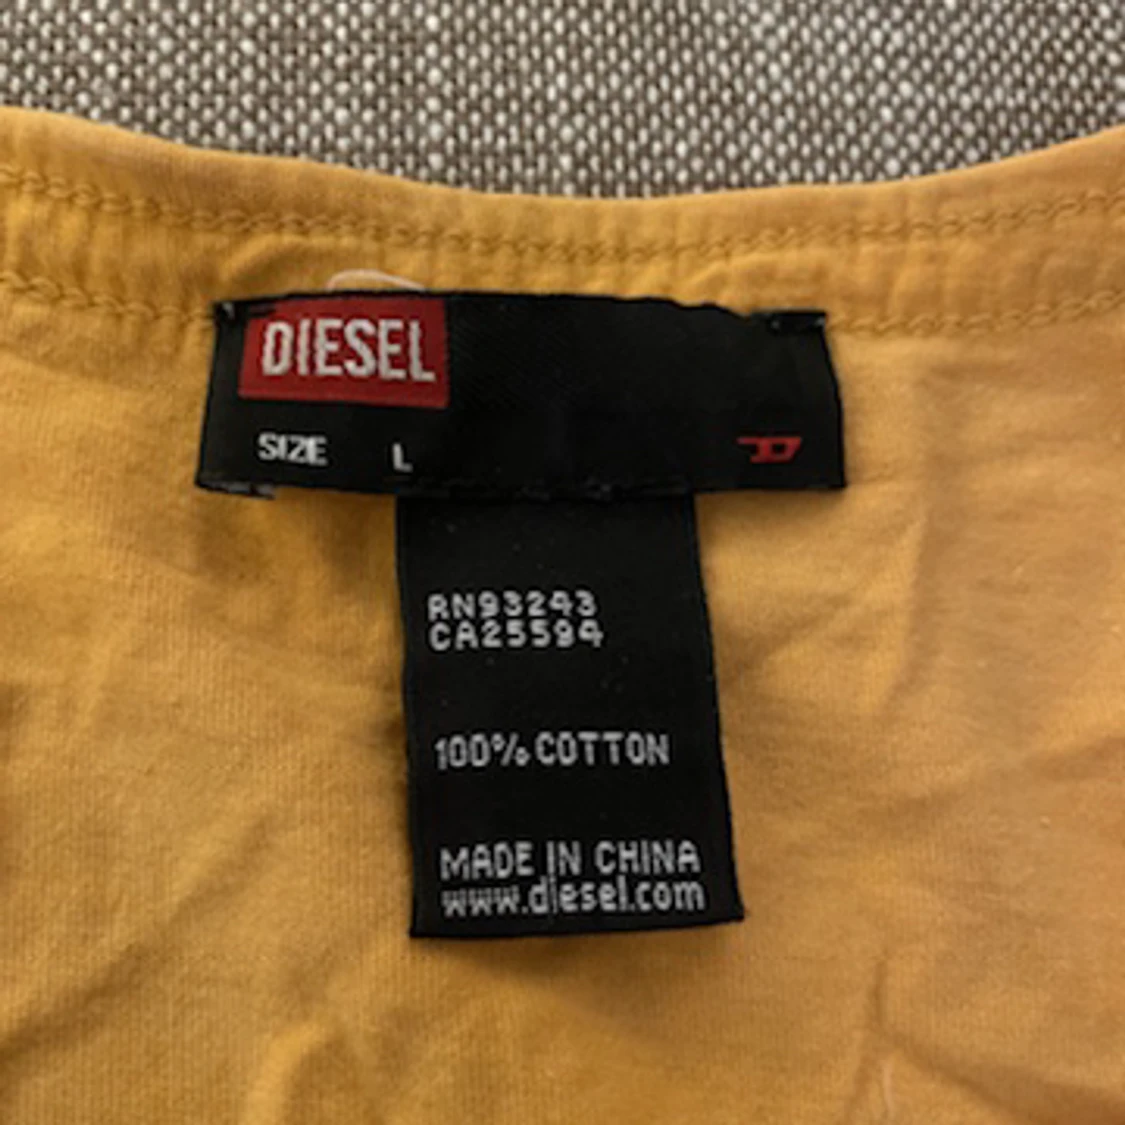 DIESEL
SIZE L
RN93243
CA25594
100% COTTON
MADE IN CHINA
www.diesel.com